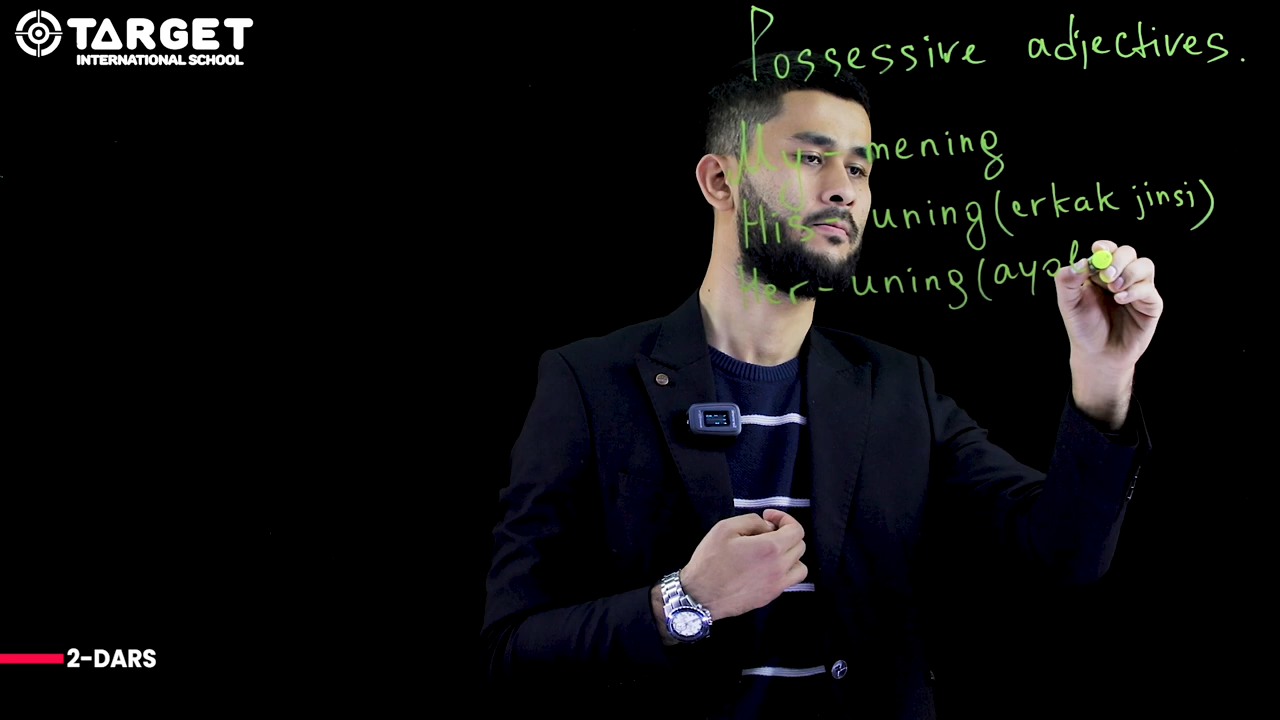 TARGET
INTERNATIONAL SCHOOL
Possessive adjectives.
My - mening
His - uning (erkak jinsi)
Her - uning (ayol
2-DARS